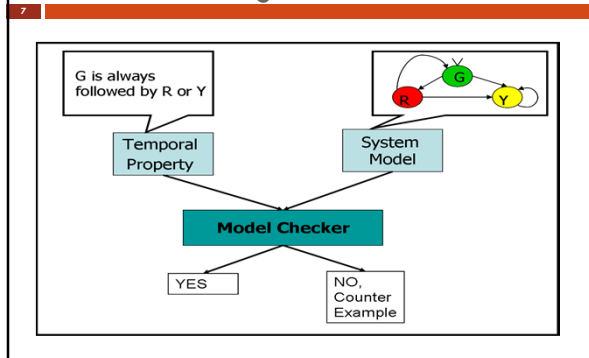 7
G is always
followed by R or Y
G
R
Y
Temporal
Property
System
Model
Model Checker
YES
NO,
Counter
Example